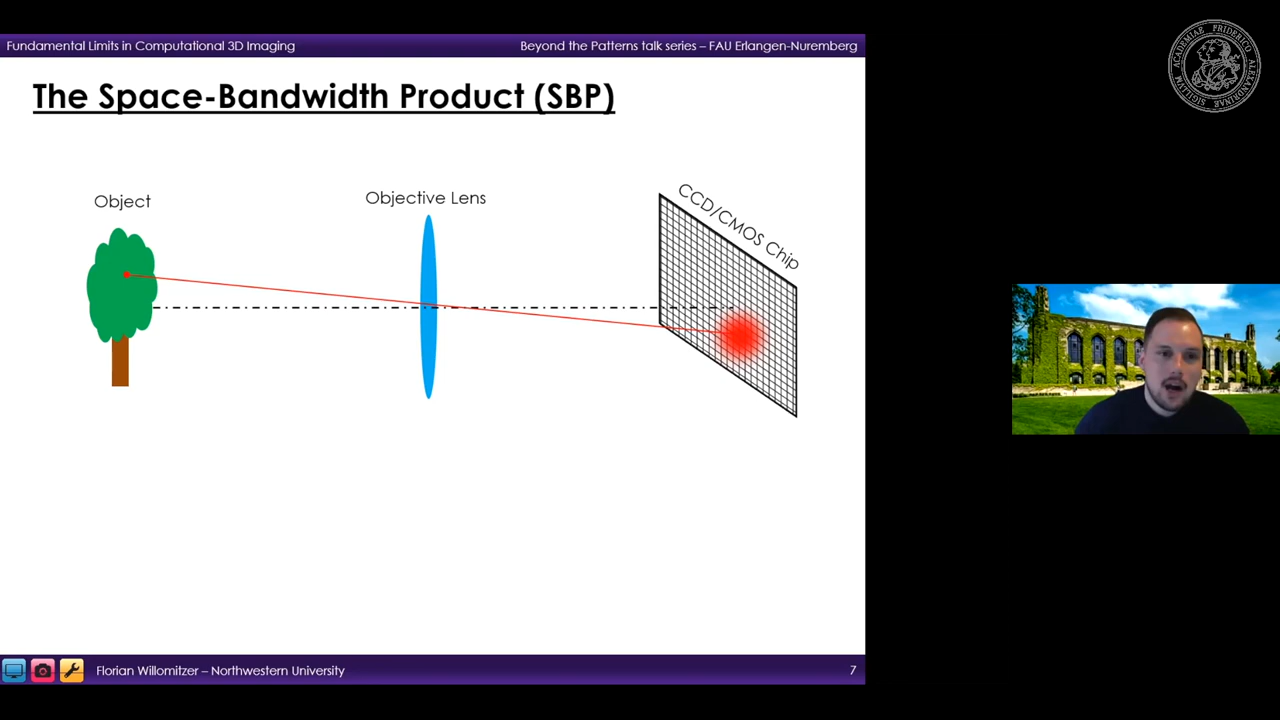 Fundamental Limits in Computational 3D Imaging
Beyond the Patterns talk series – FAU Erlangen-Nuremberg
The Space-Bandwidth Product (SBP)
Object
Objective Lens
CCD/CMOS Chip
Florian Willomitzer – Northwestern University
7